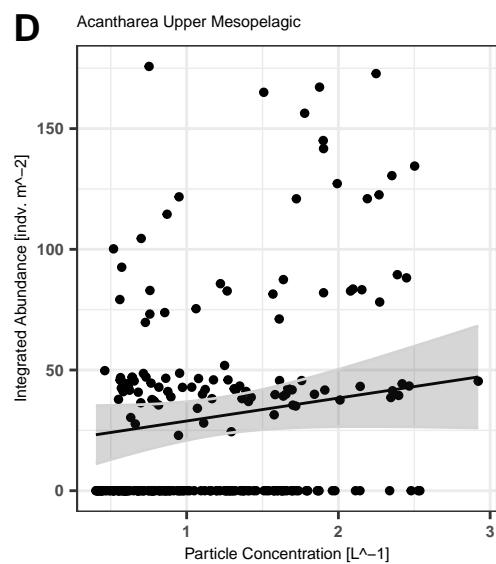 D
Acantharea Upper Mesopelagic
Integrated Abundance [indv. m^−2]
150
100
50
0
1
2
3
Particle Concentration [L^−1]